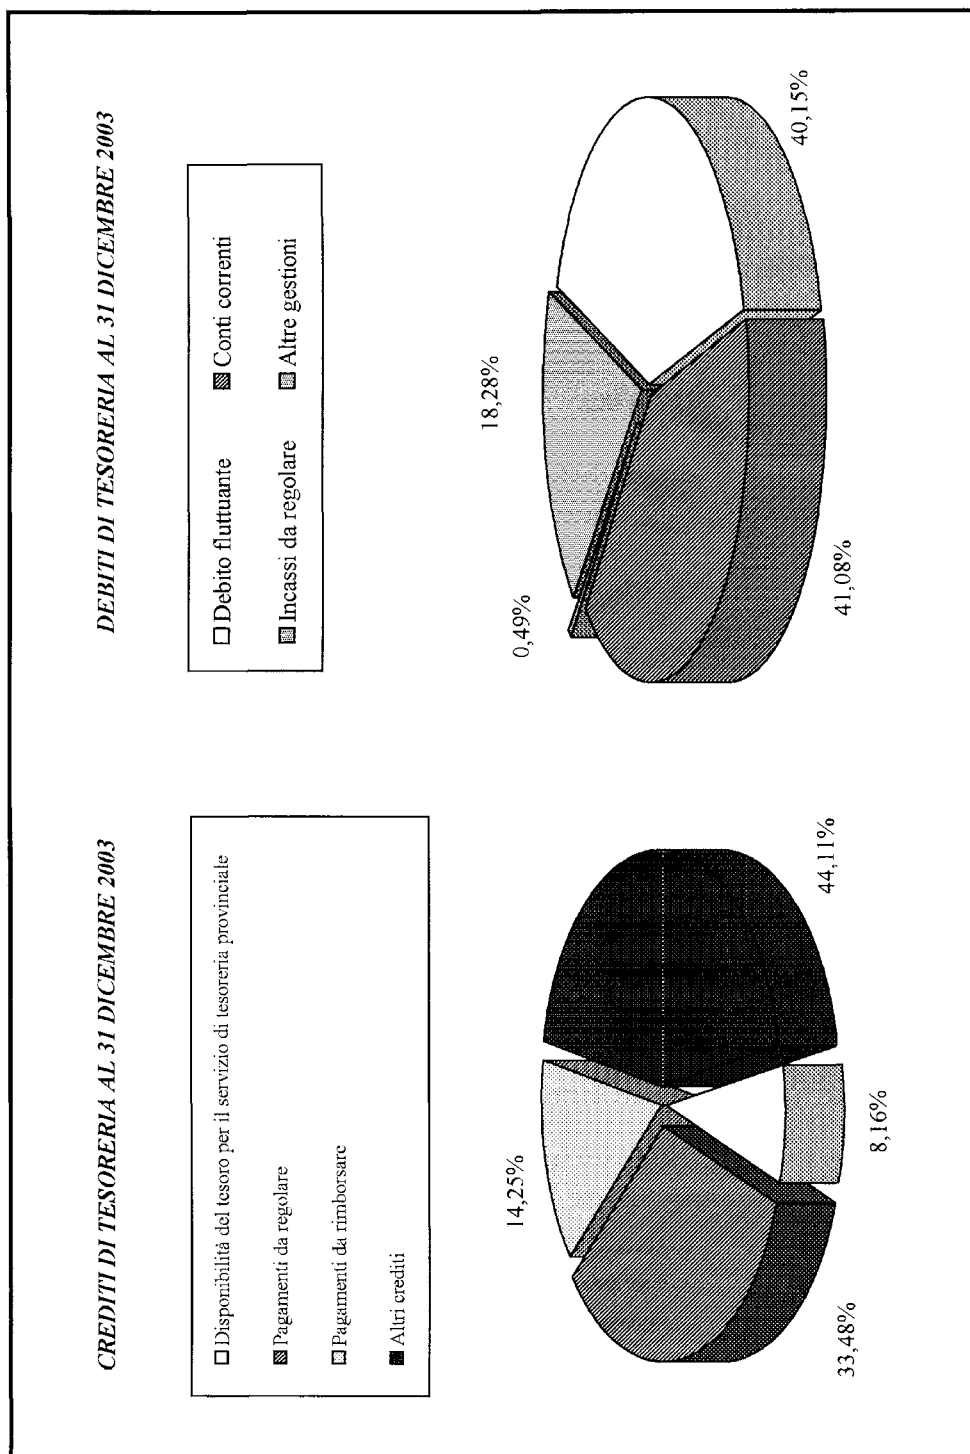 CREDITI DI TESORERIA AL 31 DICEMBRE 2003
Disponibilità del tesoro per il servizio di tesoreria provinciale
Pagamenti da regolare
Pagamenti da rimborsare
Altri crediti
14,25%
44,11%
33,48%
8,16%
DEBITI DI TESORERIA AL 31 DICEMBRE 2003
Debito fluttuante Conti correnti
Incassi da regolare Altre gestioni
18,28%
0,49%
40,15%
41,08%